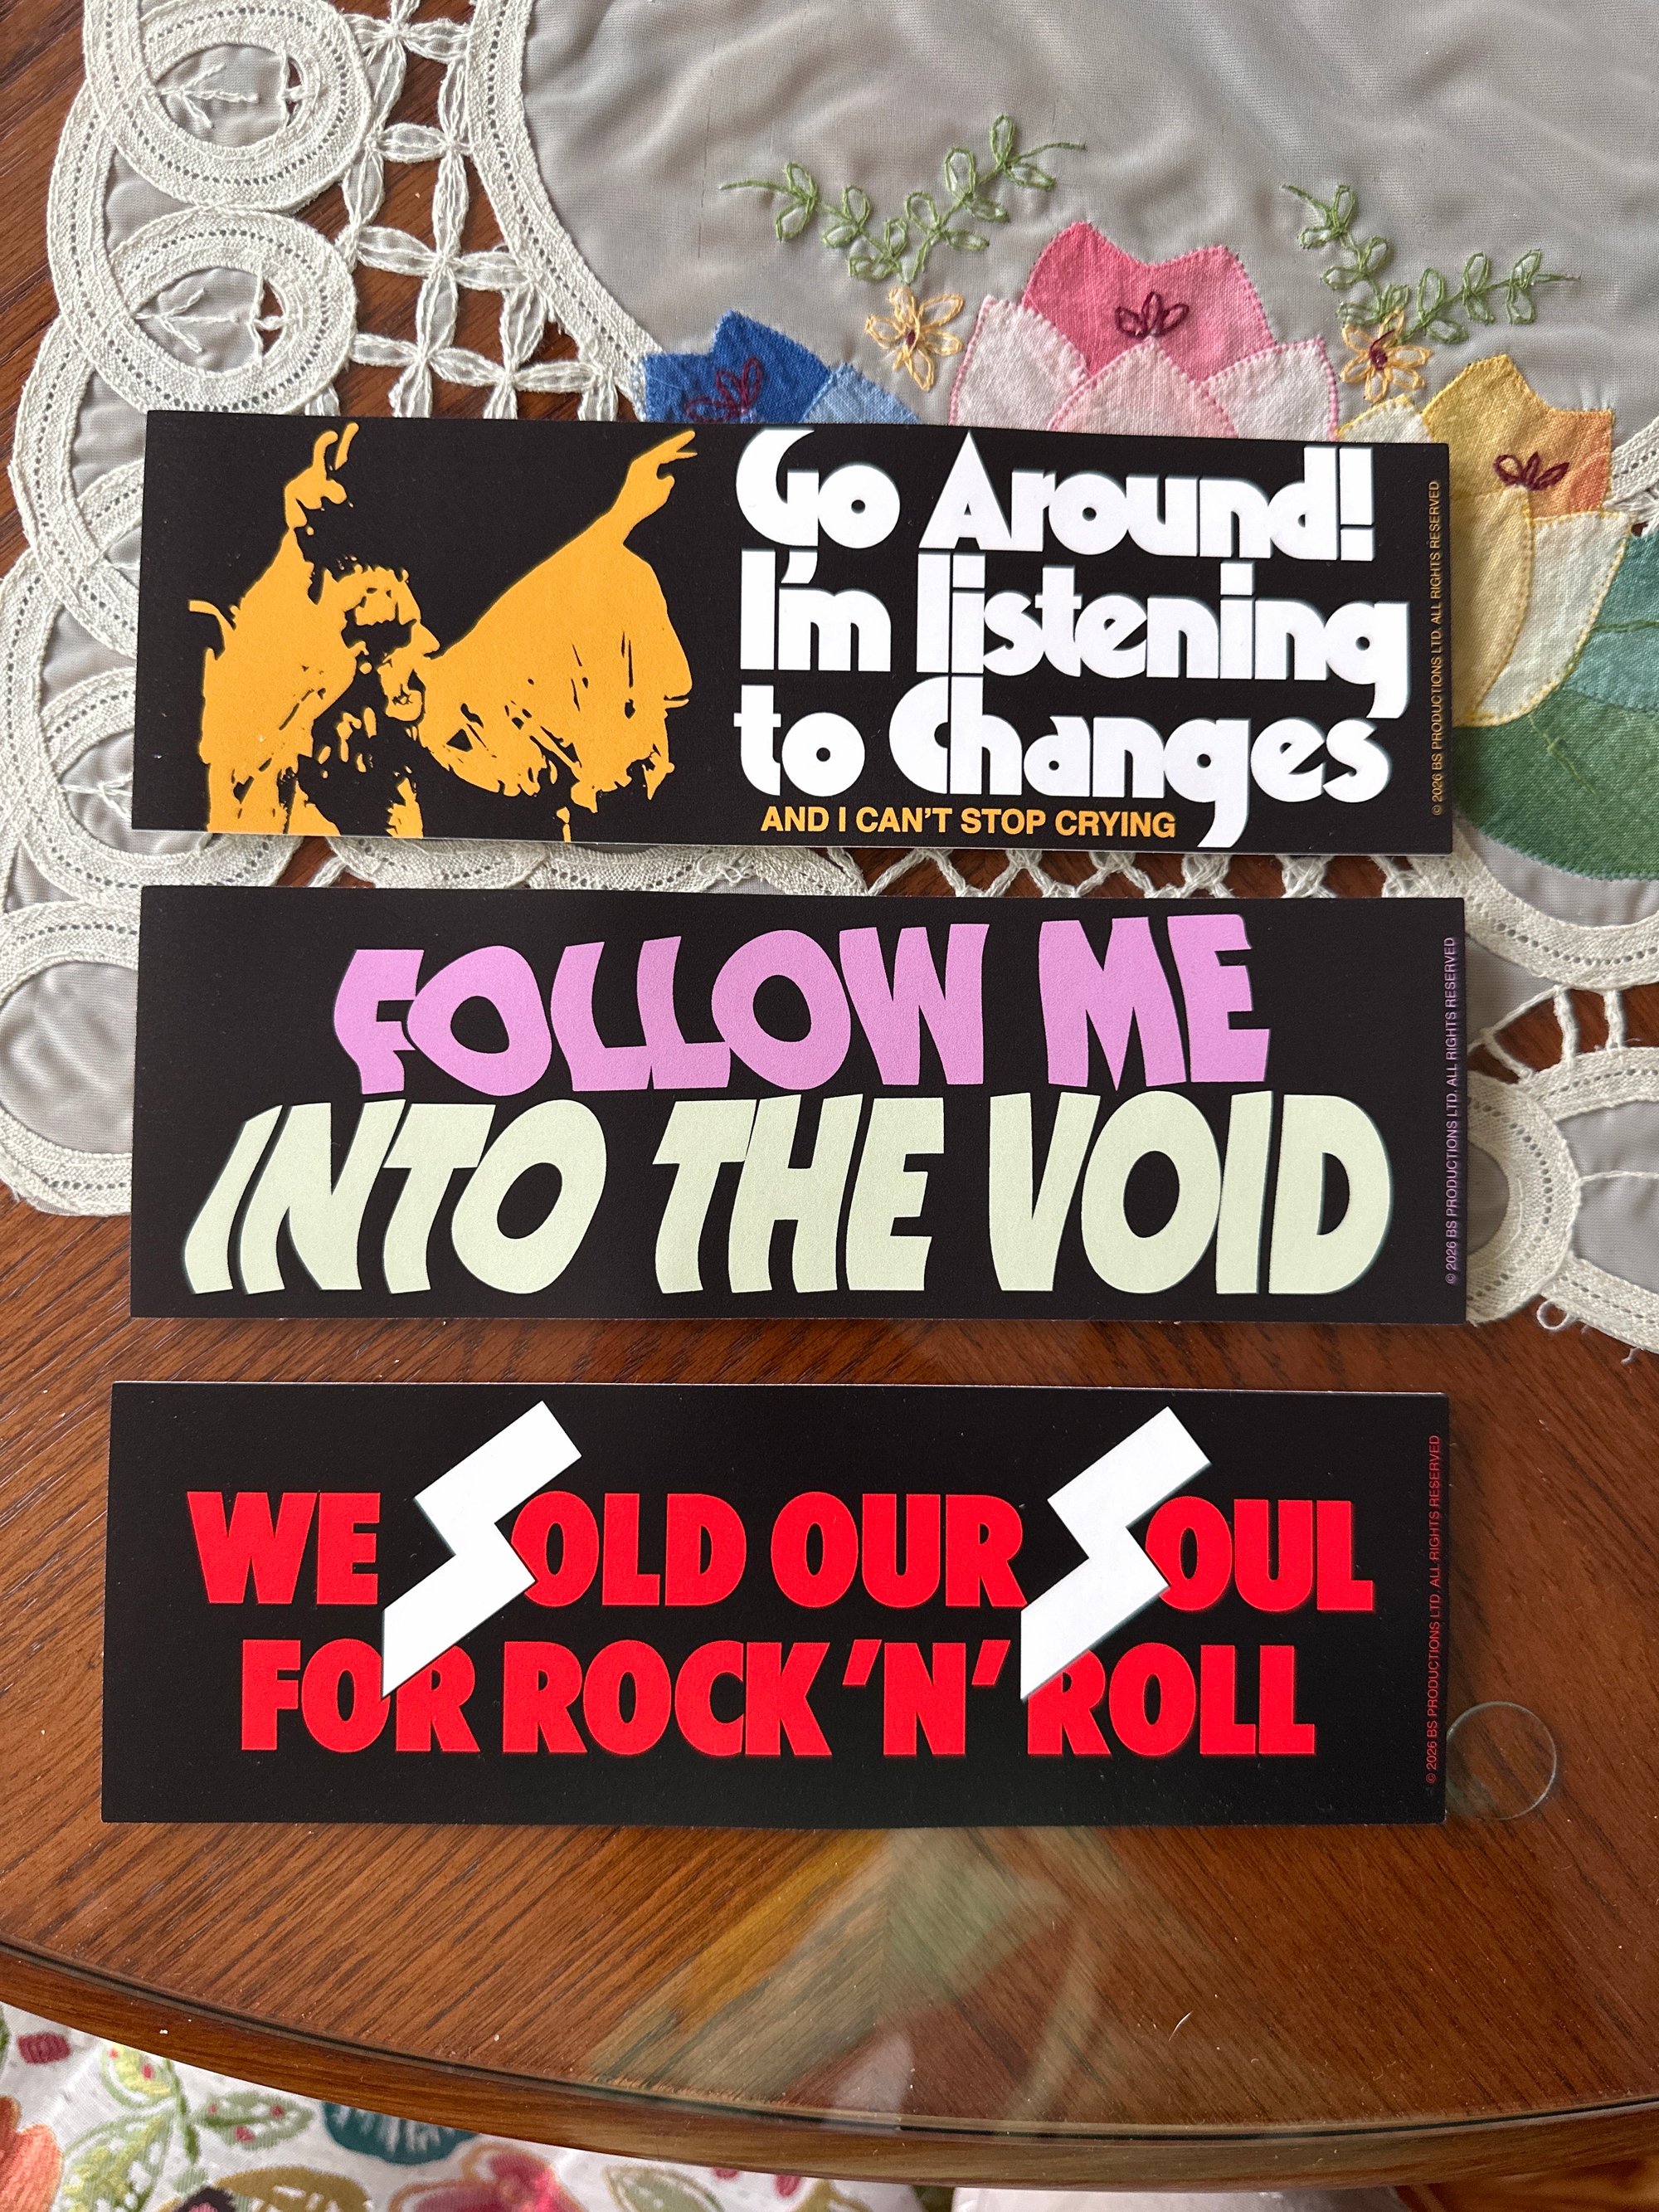 Go Around!
I'm listening
to Changes
AND I CAN'T STOP CRYING
© 2026 BS PRODUCTIONS LTD. ALL RIGHTS RESERVED
FOLLOW ME
INTO THE VOID
© 2026 BS PRODUCTIONS LTD. ALL RIGHTS RESERVED
WE SOLD OUR SOUL
FOR ROCK 'N' ROLL
© 2026 BS PRODUCTIONS LTD. ALL RIGHTS RESERVED